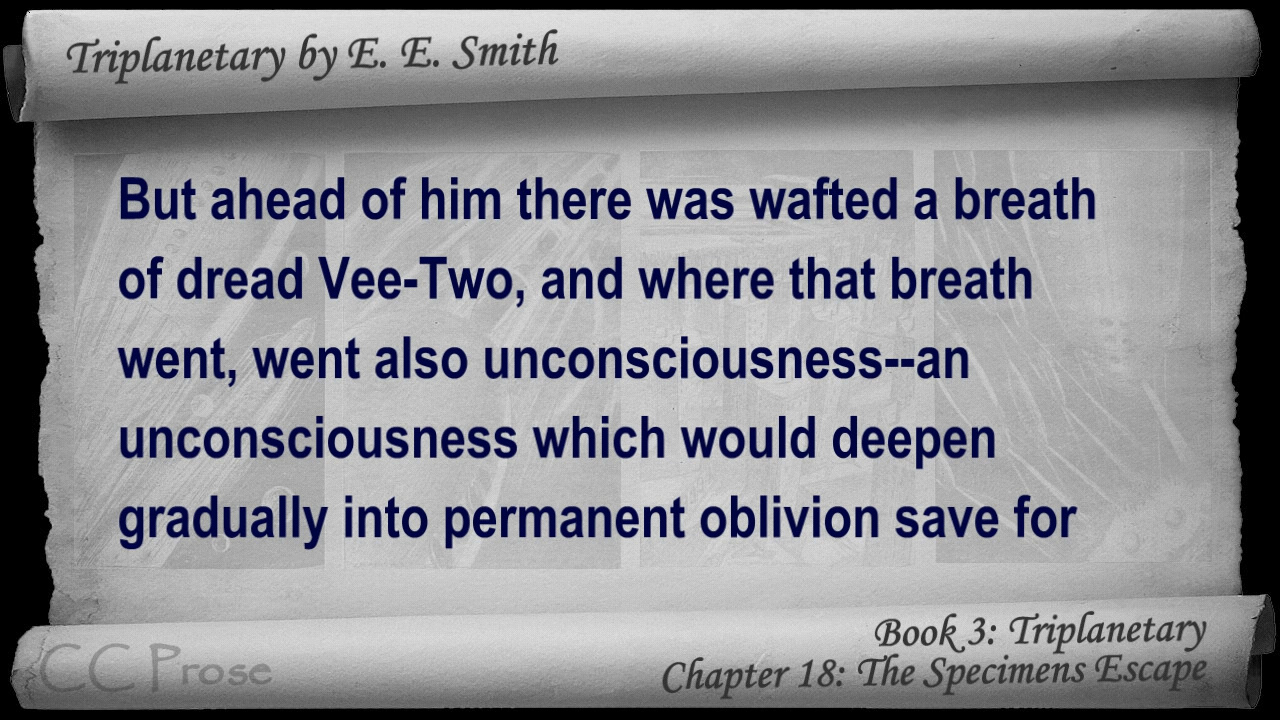 Triplanetary by E. E. Smith
But ahead of him there was wafted a breath
of dread Vee-Two, and where that breath
went, went also unconsciousness--an
unconsciousness which would deepen
gradually into permanent oblivion save for
Book 3: Triplanetary
Chapter 18: The Specimens Escape
CC Prose